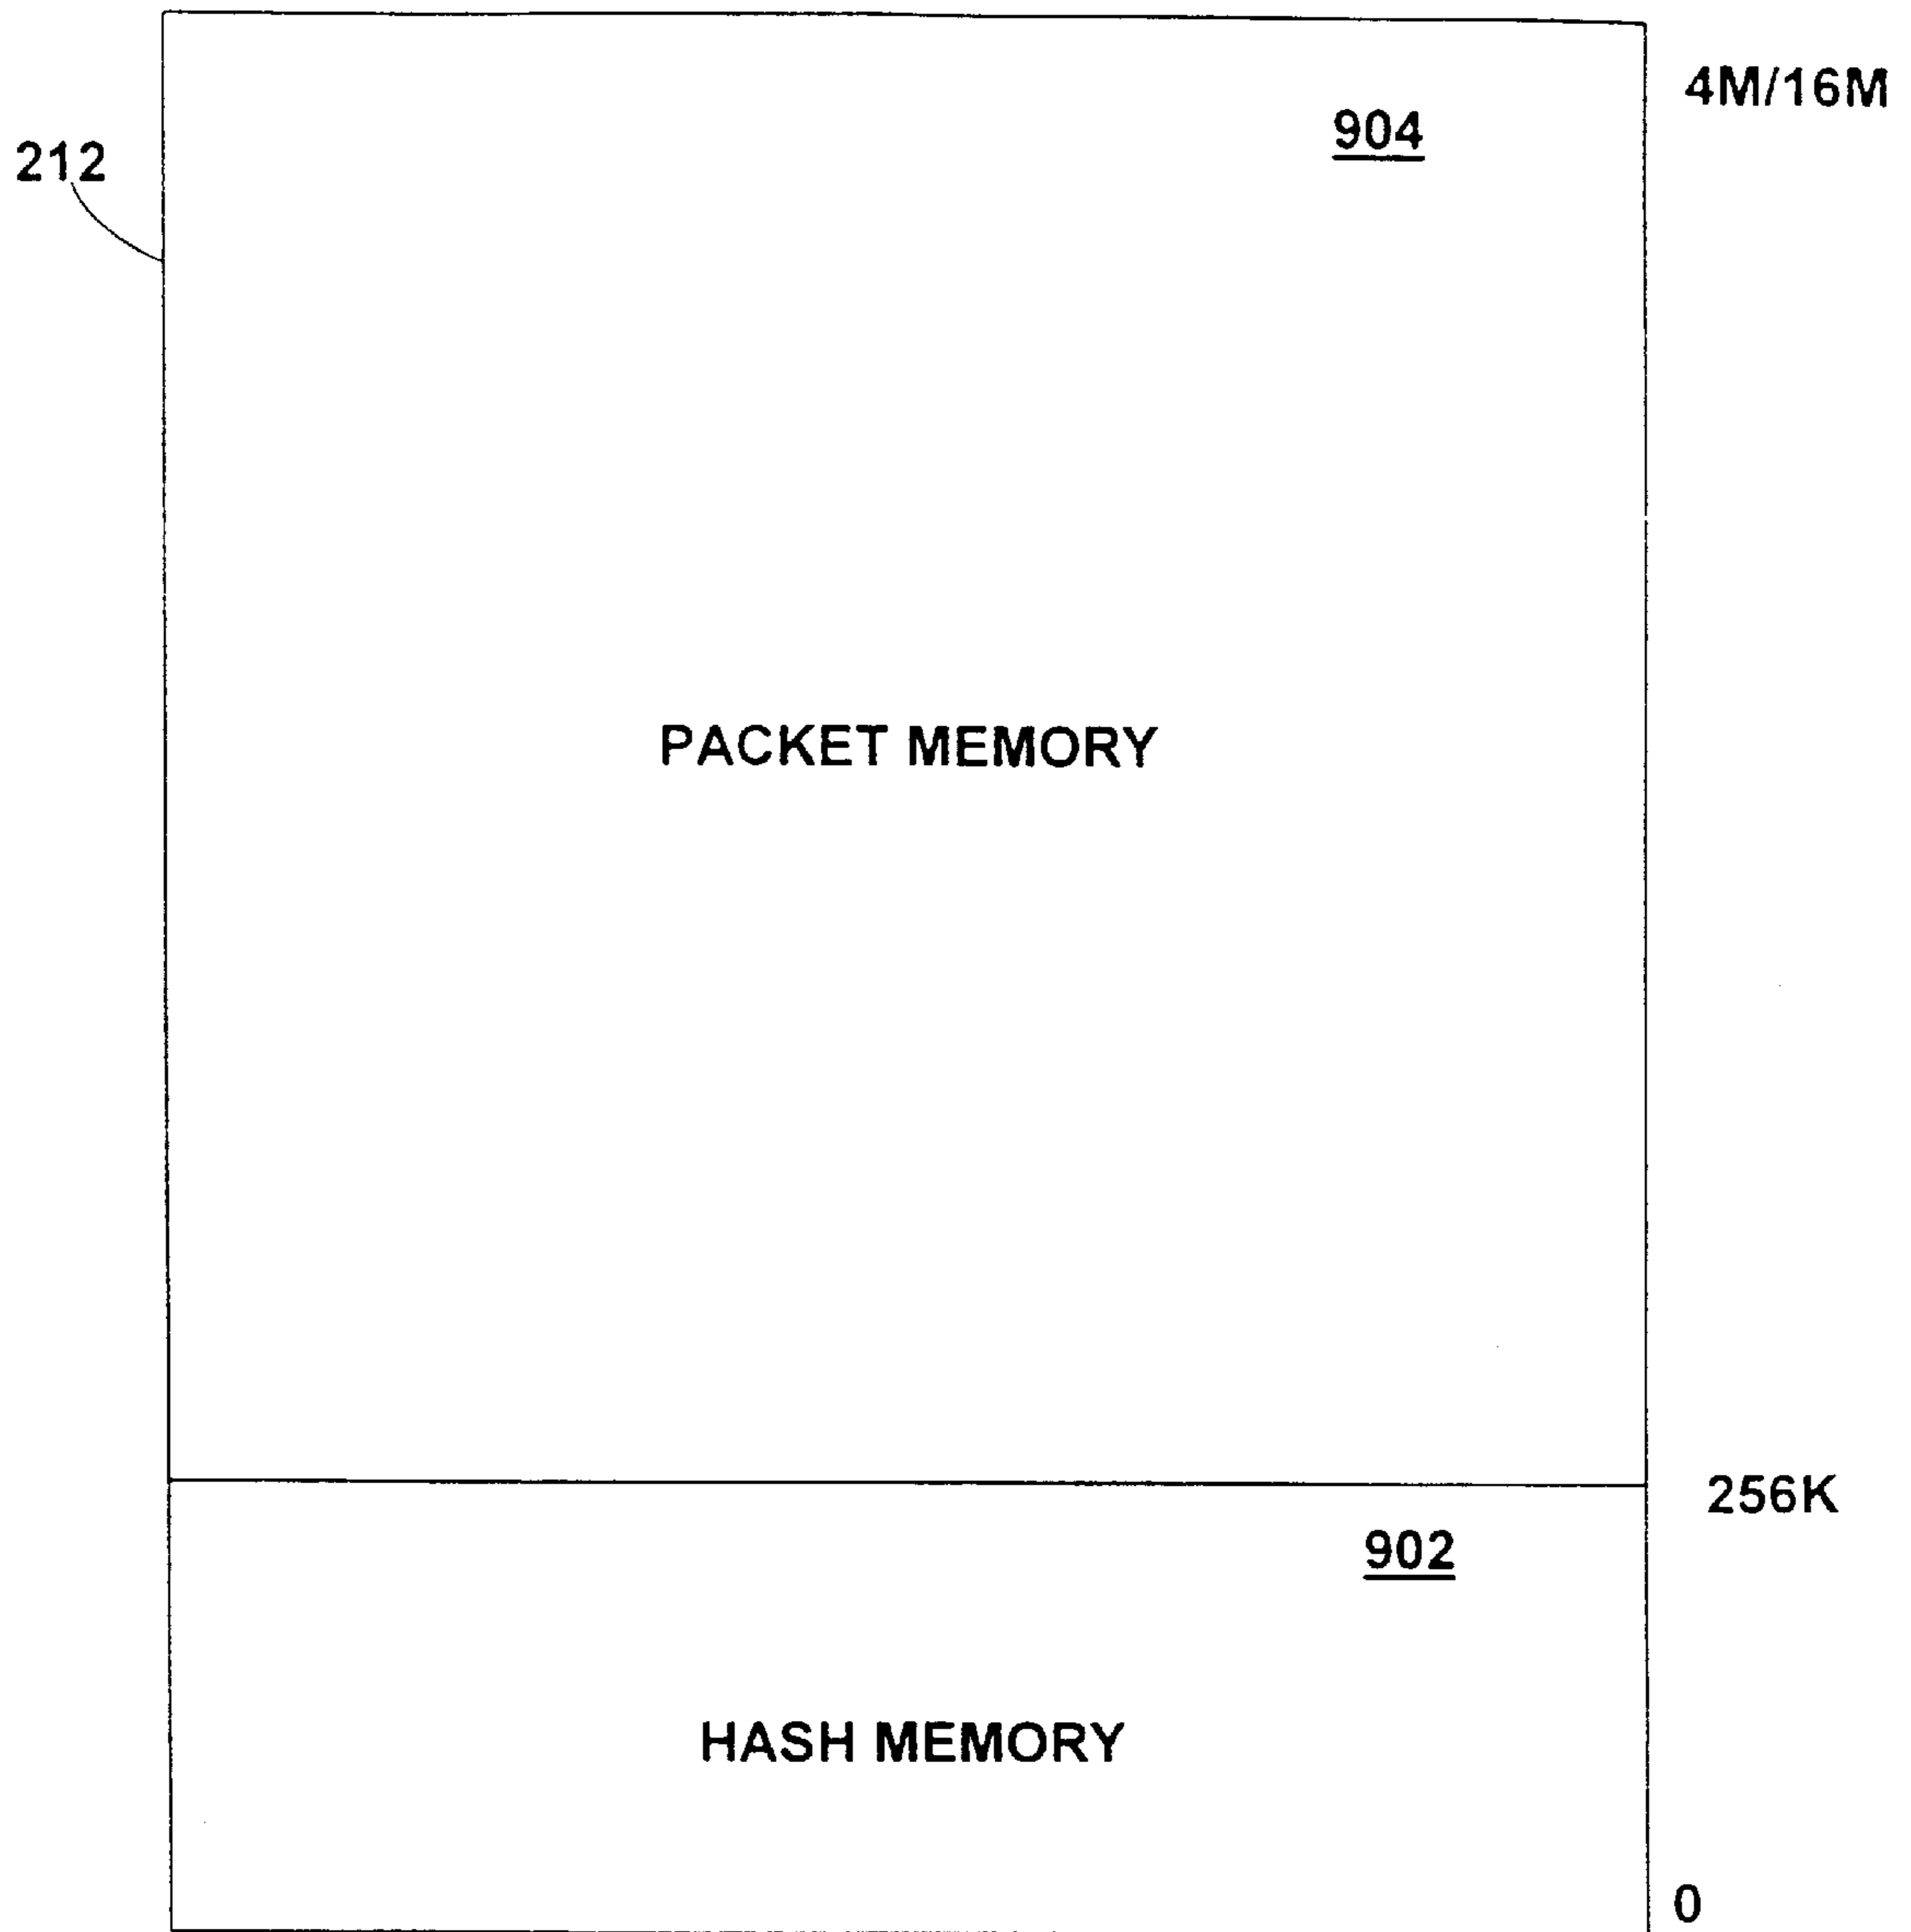 4M/16M
904
212
PACKET MEMORY
256K
902
HASH MEMORY
0